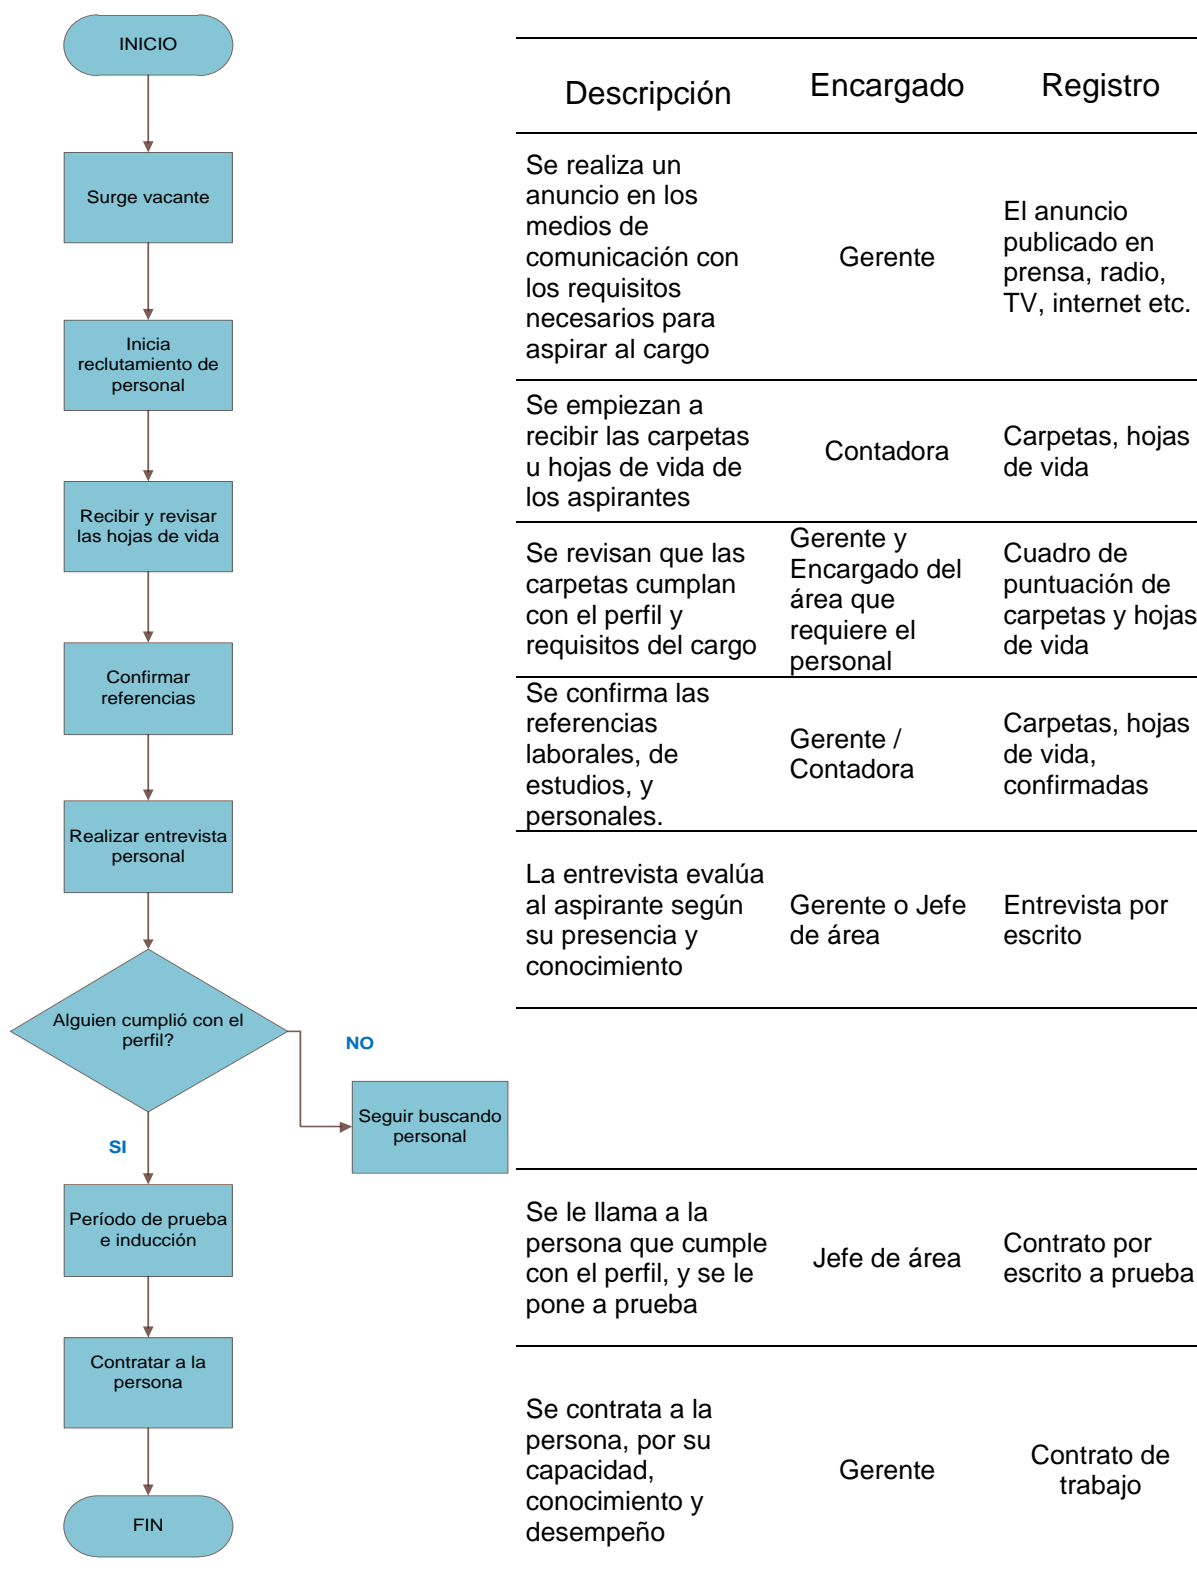 INICIO
Surge vacante
Inicia
reclutamiento de
personal
Recibir y revisar
las hojas de vida
Confirmar
referencias
Realizar entrevista
personal
Alguien cumplió con el
perfil?
NO
Seguir buscando
personal
SI
Período de prueba
e inducción
Contratar a la
persona
FIN
Descripción
Encargado
Registro
Se realiza un
anuncio en los
medios de
comunicación con
los requisitos
necesarios para
aspirar al cargo
Gerente
El anuncio
publicado en
prensa, radio,
TV, internet etc.
Se empiezan a
recibir las carpetas
u hojas de vida de
los aspirantes
Contadora
Carpetas, hojas
de vida
Se revisan que las
carpetas cumplan
con el perfil y
requisitos del cargo
Gerente y
Encargado del
área que
requiere el
personal
Cuadro de
puntuación de
carpetas y hojas
de vida
Se confirma las
referencias
laborales, de
estudios, y
personales.
Gerente /
Contadora
Carpetas, hojas
de vida,
confirmadas
La entrevista evalúa
al aspirante según
su presencia y
conocimiento
Gerente o Jefe
de área
Entrevista por
escrito
Se le llama a la
persona que cumple
con el perfil, y se le
pone a prueba
Jefe de área
Contrato por
escrito a prueba
Se contrata a la
persona, por su
capacidad,
conocimiento y
desempeño
Gerente
Contrato de
trabajo